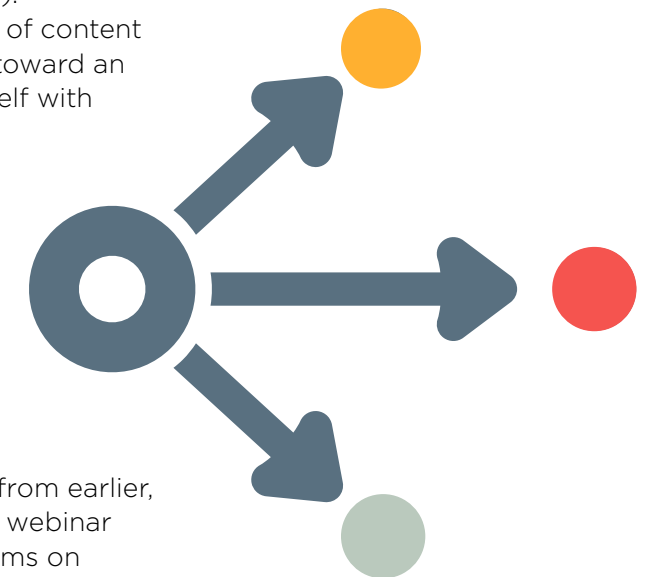 of content
toward an
elf with
from earlier,
webinar
ms on